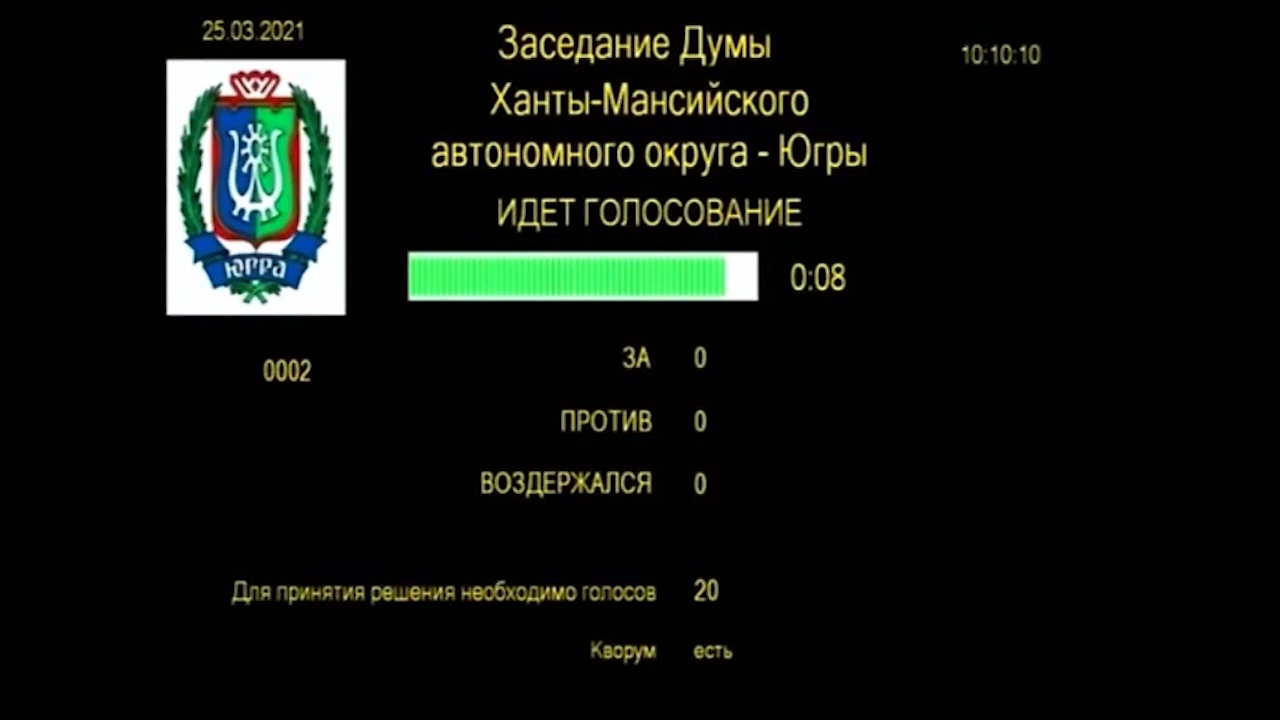 25.03.2021
Заседание Думы
10:10:10
Ханты-Мансийского
автономного округа - Югры
ИДЕТ ГОЛОСОВАНИЕ
0:08
ЮГРА
0002
ЗА 0
ПРОТИВ 0
ВОЗДЕРЖАЛСЯ 0
Для принятия решения необходимо голосов 20
Кворум есть